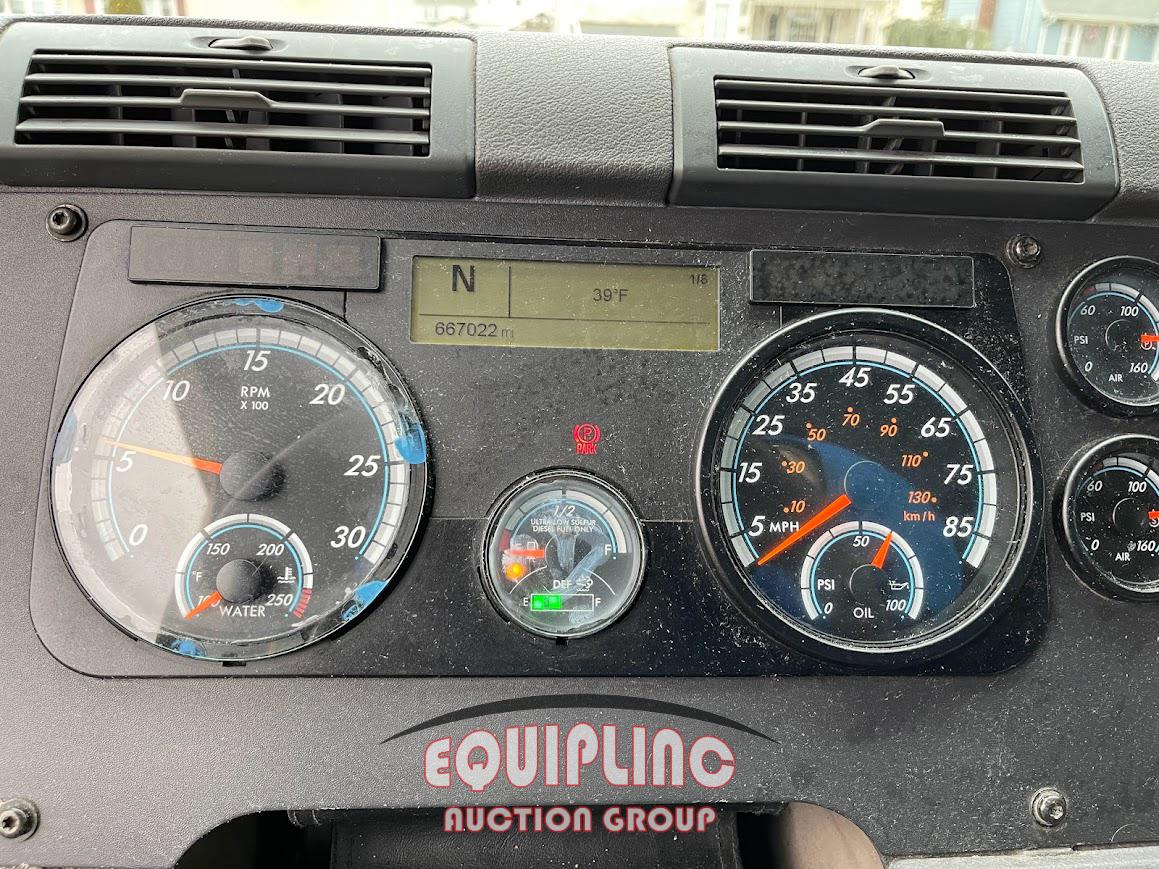 N
39°F
1/8
667022 mi
0
5
10
15
20
25
30
RPM
X 100
°F
150
200
250
WATER
PARK
1/2
ULTRA LOW SULFUR
DIESEL FUEL ONLY
E
F
DEF
E
F
5
15
25
35
45
55
65
75
85
MPH
10
30
50
70
90
110
130
km/h
PSI
0
50
100
OIL
60
100
PSI
0
160
AIR
60
100
PSI
0
160
AIR
EQUIPLINC
AUCTION GROUP